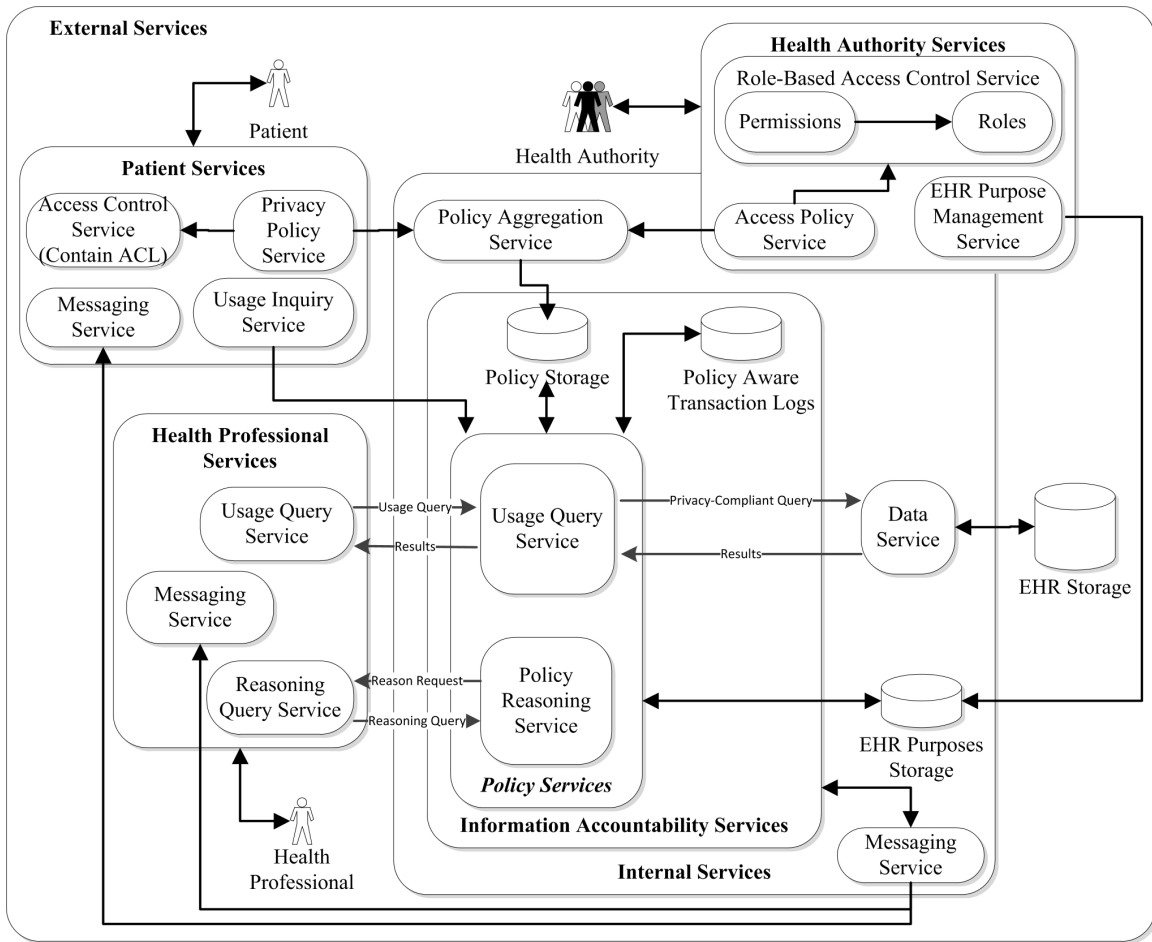 External Services
Health Authority Services
Role-Based Access Control Service
Permissions
Roles
Patient
Health Authority
Patient Services
Access Control
Service
(Contain ACL)
Privacy
Policy
Service
Policy Aggregation
Service
Access Policy
Service
EHR Purpose
Management
Service
Messaging
Service
Usage Inquiry
Service
Policy Storage
Policy Aware
Transaction Logs
Health Professional
Services
Usage Query
Service
Usage Query
Results
Usage Query
Service
Privacy-Compliant Query
Results
Data
Service
EHR Storage
Messaging
Service
Reasoning
Query Service
Reason Request
Reasoning Query
Policy
Reasoning
Service
EHR Purposes
Storage
Policy Services
Information Accountability Services
Messaging
Service
Internal Services
Health
Professional